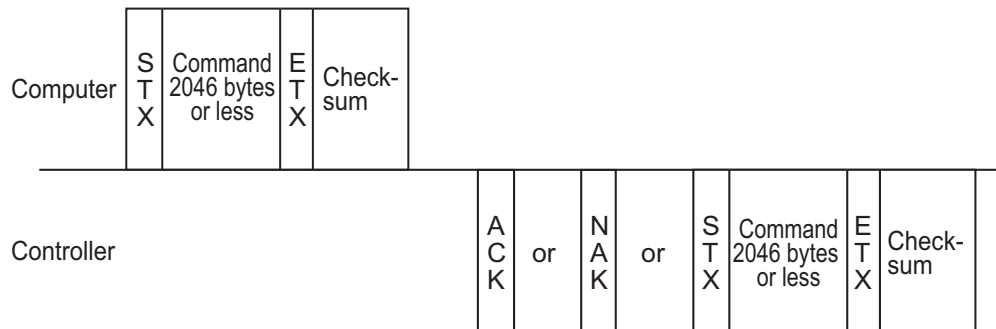 Computer
S
T
X
Command
2046 bytes
or less
E
T
X
Check-
sum
Controller
A
C
K
or
N
A
K
or
S
T
X
Command
2046 bytes
or less
E
T
X
Check-
sum